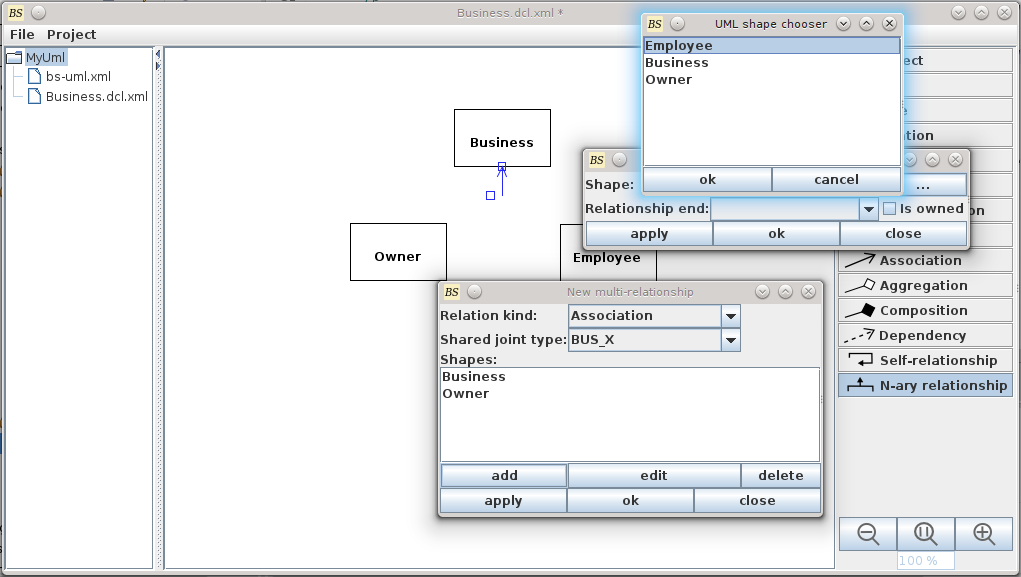 BS
Business.dcl.xml *
File Project
MyUml
bs-uml.xml
Business.dcl.xml
Business
Owner
Employee
BS
UML shape chooser
Employee
Business
Owner
ok cancel
BS
Shape: ...
Relationship end: Is owned
apply ok close
BS
New multi-relationship
Relation kind: Association
Shared joint type: BUS_X
Shapes:
Business
Owner
add edit delete
apply ok close
Association
Aggregation
Composition
Dependency
Self-relationship
N-ary relationship
100 %